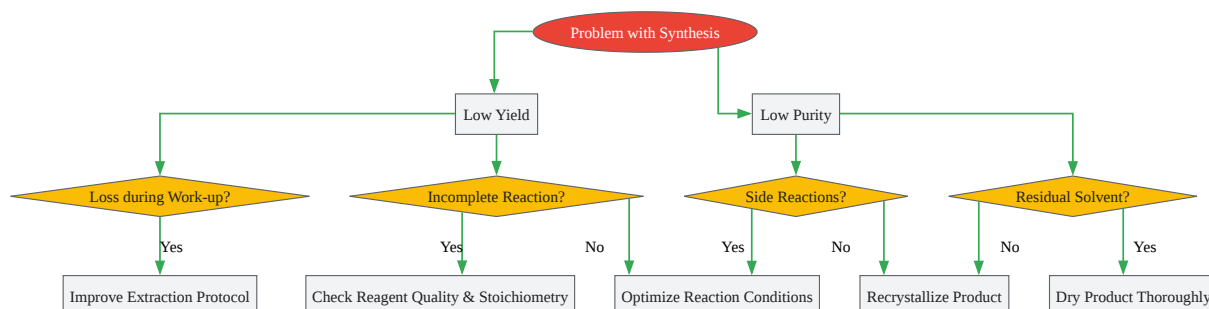 Problem with Synthesis
Low Yield
Low Purity
Loss during Work-up?
Incomplete Reaction?
Side Reactions?
Residual Solvent?
Yes
Yes
No
Yes
No
No
Yes
Improve Extraction Protocol
Check Reagent Quality & Stoichiometry
Optimize Reaction Conditions
Recrystallize Product
Dry Product Thoroughly